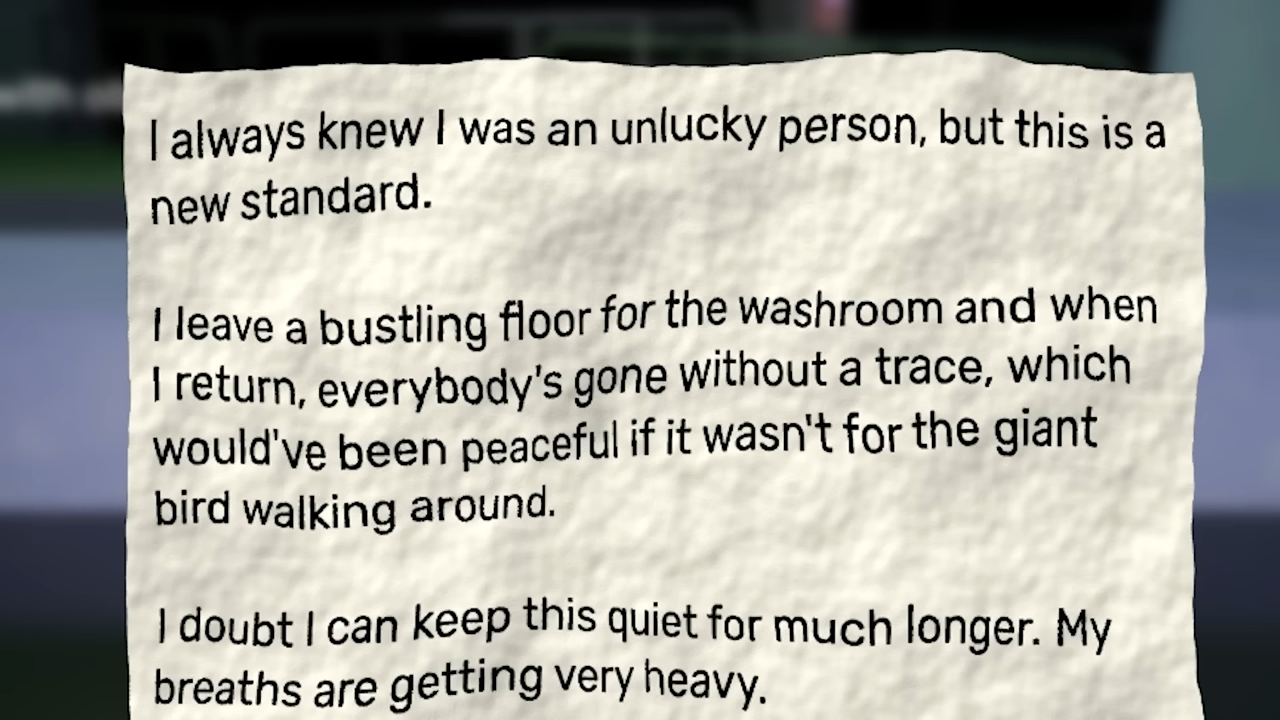 I always knew I was an unlucky person, but this is a
new standard.
I leave a bustling floor for the washroom and when
I return, everybody's gone without a trace, which
would've been peaceful if it wasn't for the giant
bird walking around.
I doubt I can keep this quiet for much longer. My
breaths are getting very heavy.